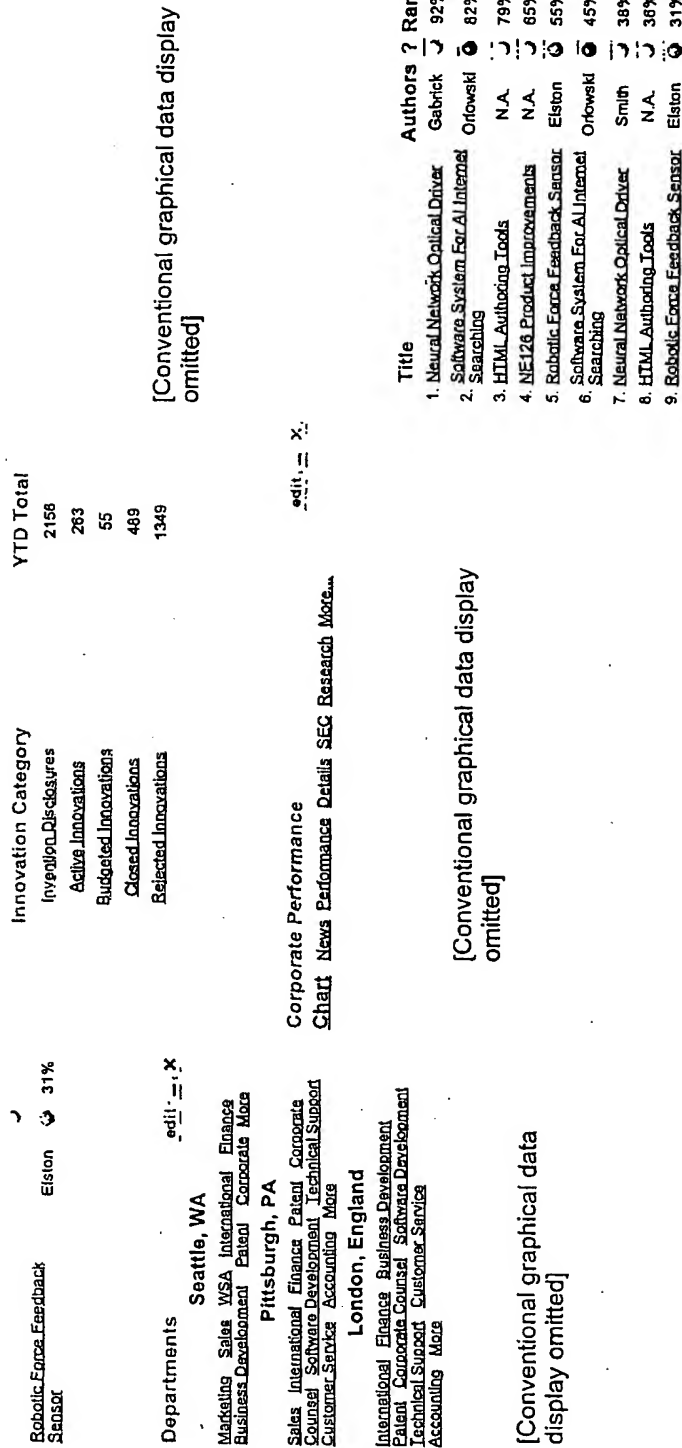 Robotic Force Feedback
Sensor
Elston 31%
Departments
edit
X
Seattle, WA
Marketing Sales WSA International Finance
Business Development Patent Corporate More
Pittsburgh, PA
Sales International Finance Patent Corporate
Counsel Software Development Technical Support
Customer Service Accounting More
London, England
International Finance Business Development
Patent Corporate Counsel Software Development
Technical Support Customer Service
Accounting More
[Conventional graphical data
display omitted]
Innovation Category YTD Total
Invention Disclosures 2158
Active Innovations 263
Budgeted Innovations 55
Closed Innovations 489
Rejected Innovations 1349
Corporate Performance
edit
X
Chart News Performance Details SEC Research More...
[Conventional graphical data display
omitted]
[Conventional graphical data display
omitted]
Title Authors ? Ran
1. Neural Network Optical Driver Gabrick 92%
2. Software System For AI Internet Orlowski 82%
Searching
3. HTML Authoring Tools N.A. 79%
4. NE126 Product Improvements N.A. 65%
5. Robotic Force Feedback Sensor Elston 55%
6. Software System For AI Internet Orlowski 45%
Searching
7. Neural Network Optical Driver Smith 38%
8. HTML Authoring Tools N.A. 36%
9. Robotic Force Feedback Sensor Elston 31%